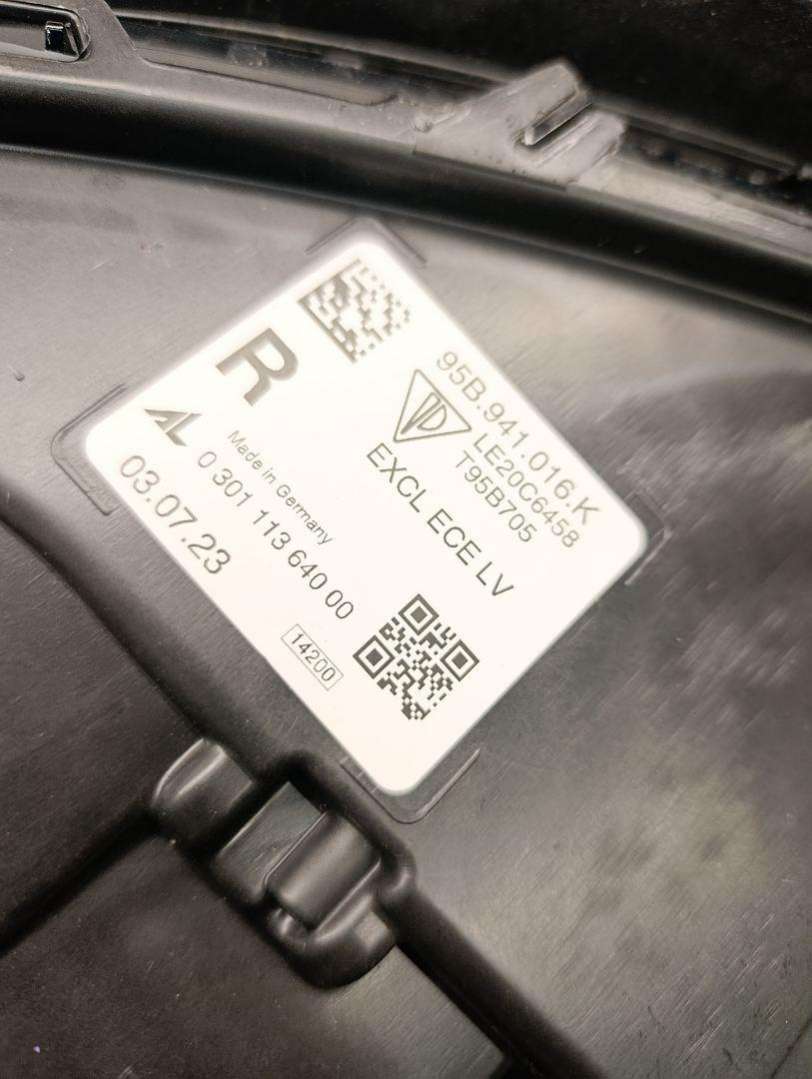 95B.941.016.K
LE20C6458
T95B705
EXCL ECE LV
R
Made in Germany
AL
0 301 113 640 00
03.07.23
14200